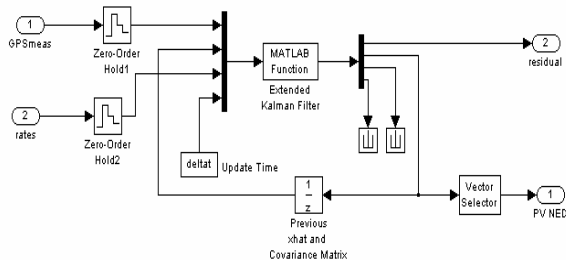 1
GPSmeas
Zero-Order
Hold1
2
rates
Zero-Order
Hold2
deltat
Update Time
MATLAB
Function
Extended
Kalman Filter
2
residual
1
z
Previous
xhat and
Covariance Matrix
Vector
Selector
1
PV NED